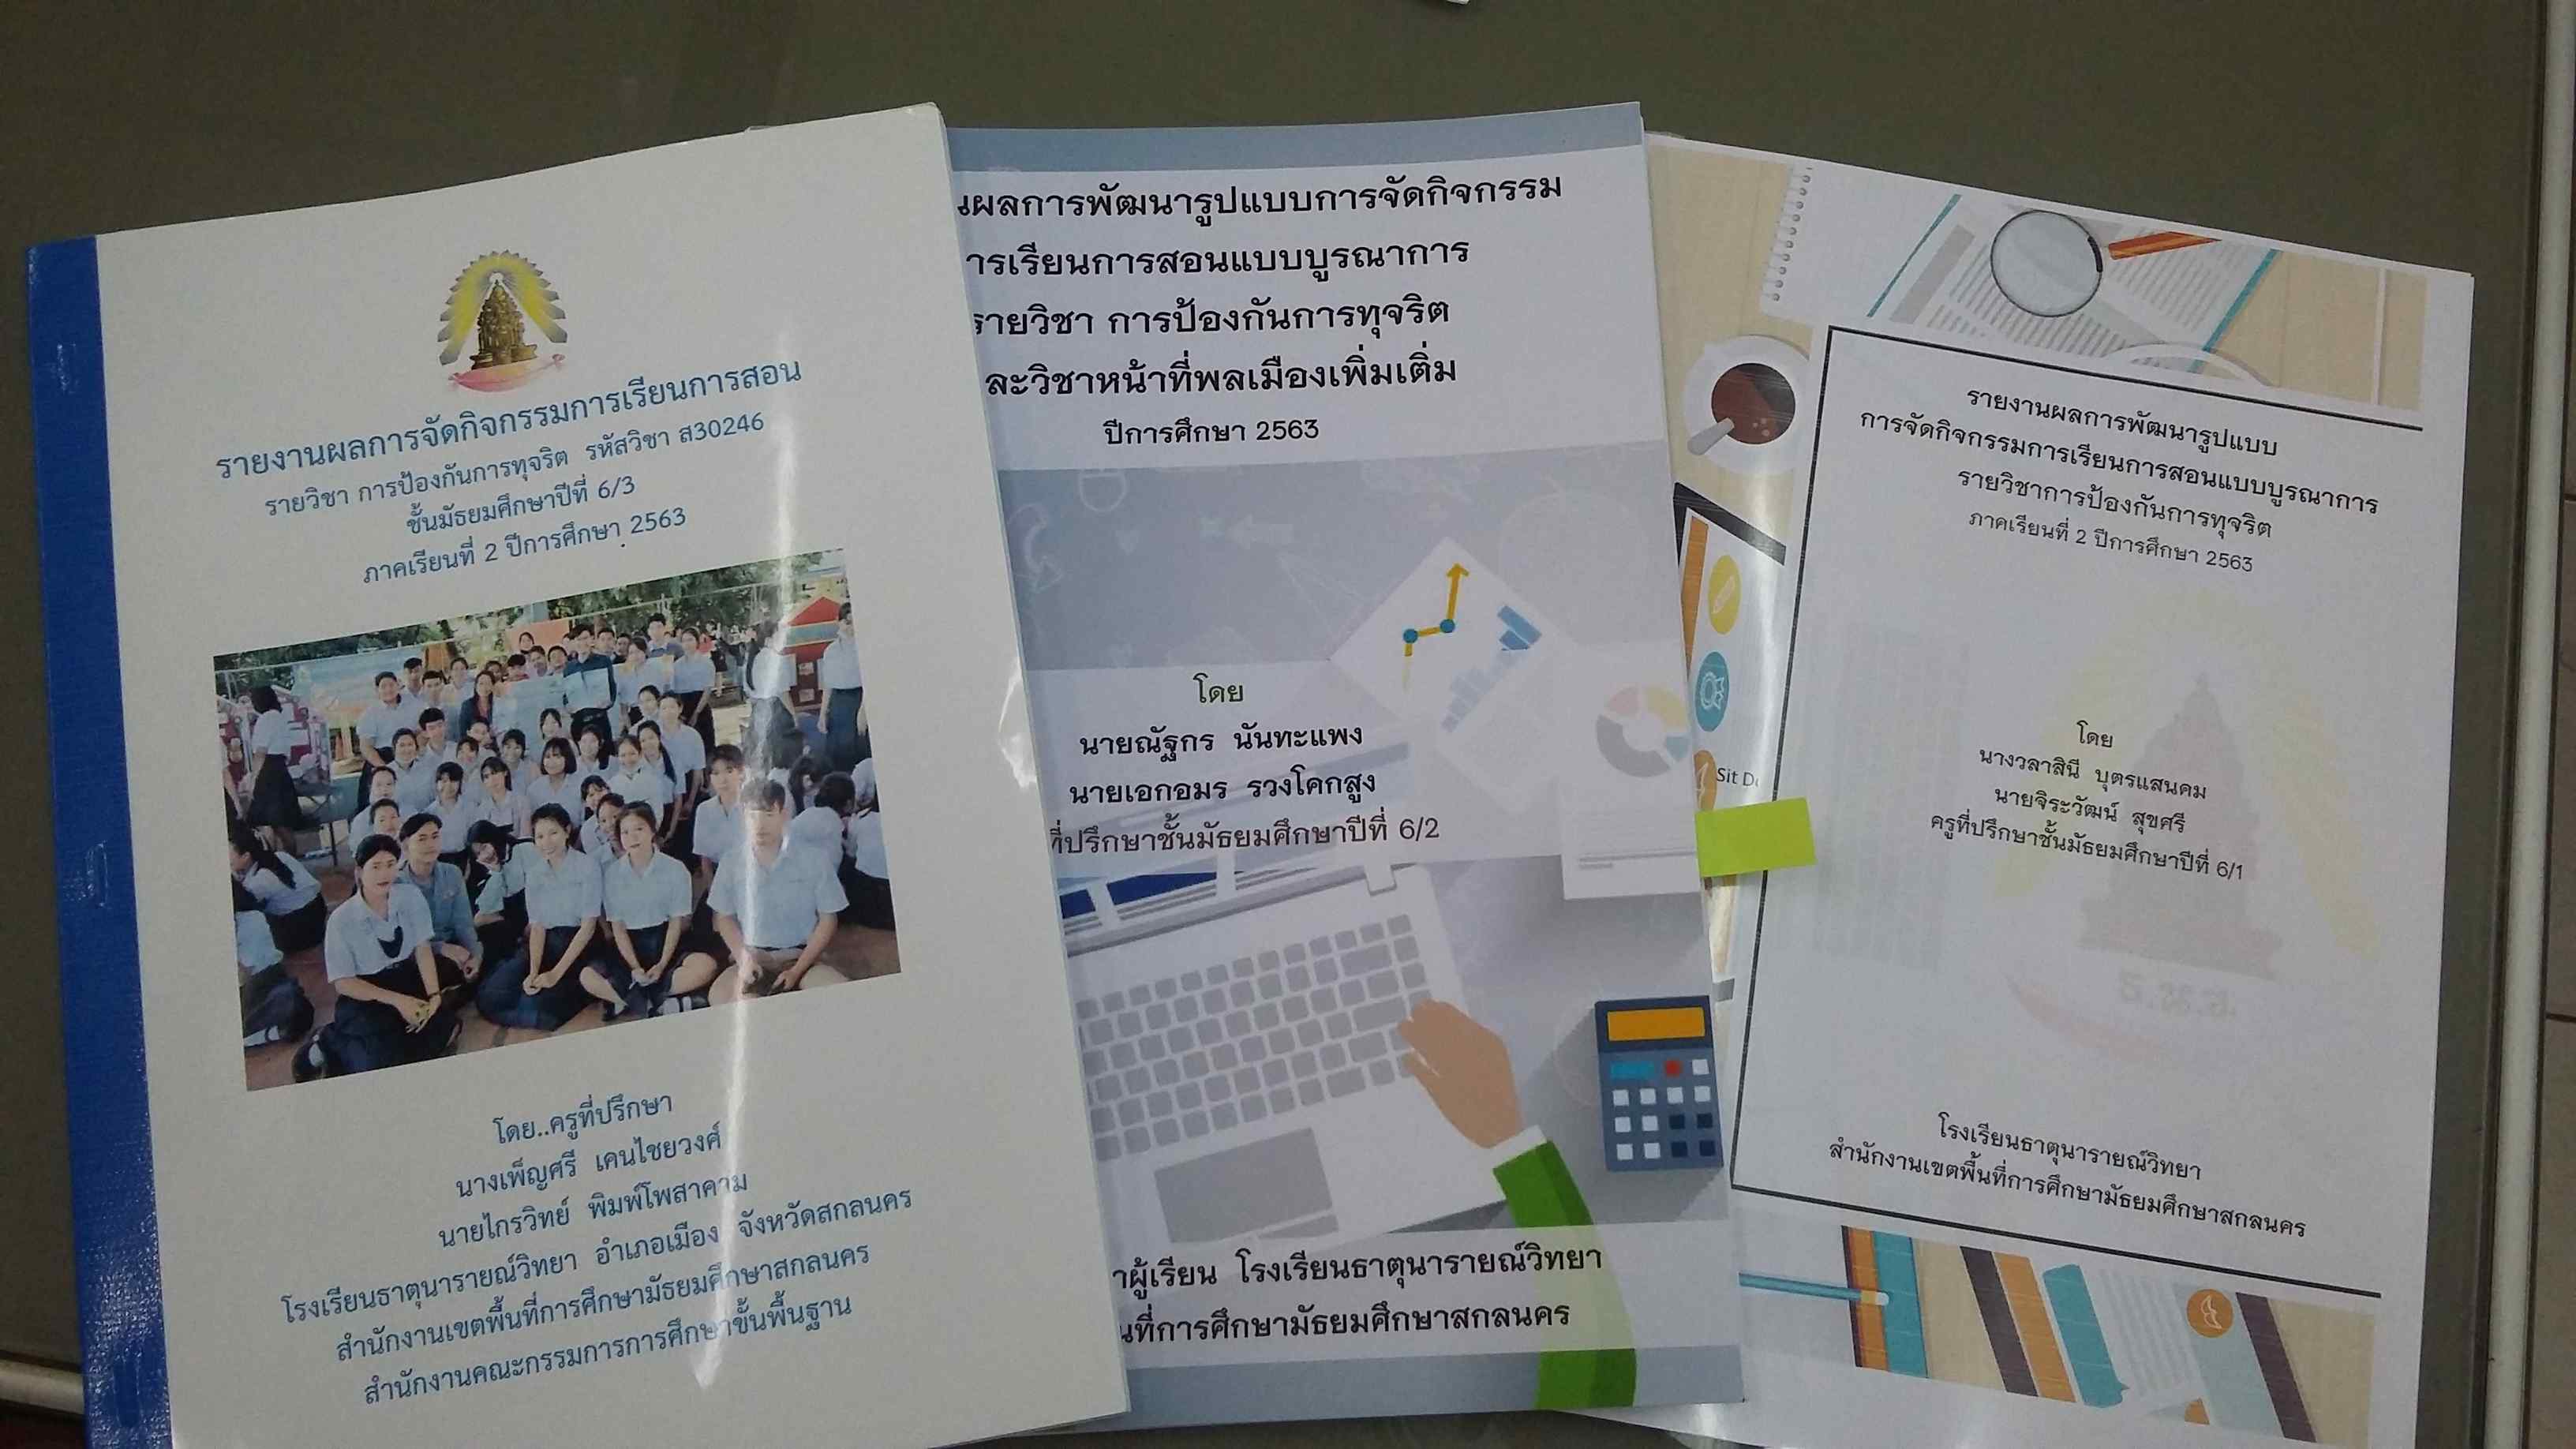 รายงานผลการจัดกิจกรรมการเรียนการสอน
รายวิชา การป้องกันการทุจริต รหัสวิชา ส30246
ชั้นมัธยมศึกษาปีที่ 6/3
ภาคเรียนที่ 2 ปีการศึกษา 2563
โดย..ครูที่ปรึกษา
นางเพ็ญศรี เคนไชยวงศ์
นายไกรวิทย์ พิมพ์โพสาคาม
โรงเรียนธาตุนารายณ์วิทยา อำเภอเมือง จังหวัดสกลนคร
สำนักงานเขตพื้นที่การศึกษามัธยมศึกษาสกลนคร
สำนักงานคณะกรรมการการศึกษาขั้นพื้นฐาน
นผลการพัฒนารูปแบบการจัดกิจกรรม
ารเรียนการสอนแบบบูรณาการ
รายวิชา การป้องกันการทุจริต
ละวิชาหน้าที่พลเมืองเพิ่มเติ่ม
ปีการศึกษา 2563
โดย
นายณัฐกร นันทะแพง
นายเอกอมร รวงโคกสูง
ที่ปรึกษาชั้นมัธยมศึกษาปีที่ 6/2
าผู้เรียน โรงเรียนธาตุนารายณ์วิทยา
นที่การศึกษามัธยมศึกษาสกลนคร
รายงานผลการพัฒนารูปแบบ
การจัดกิจกรรมการเรียนการสอนแบบบูรณาการ
รายวิชาการป้องกันการทุจริต
ภาคเรียนที่ 2 ปีการศึกษา 2563
Sit
โดย
นางวลาสินี บุตรแสนคม
นายจิระวัฒน์ สุขศรี
ครูที่ปรึกษาชั้นมัธยมศึกษาปีที่ 6/1
โรงเรียนธาตุนารายณ์วิทยา
สำนักงานเขตพื้นที่การศึกษามัธยมศึกษาสกลนคร